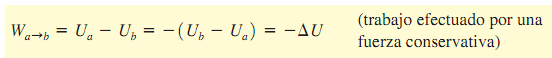 W_{a→b} = U_a − U_b = −(U_b − U_a) = −ΔU (trabajo efectuado por una
fuerza conservativa)